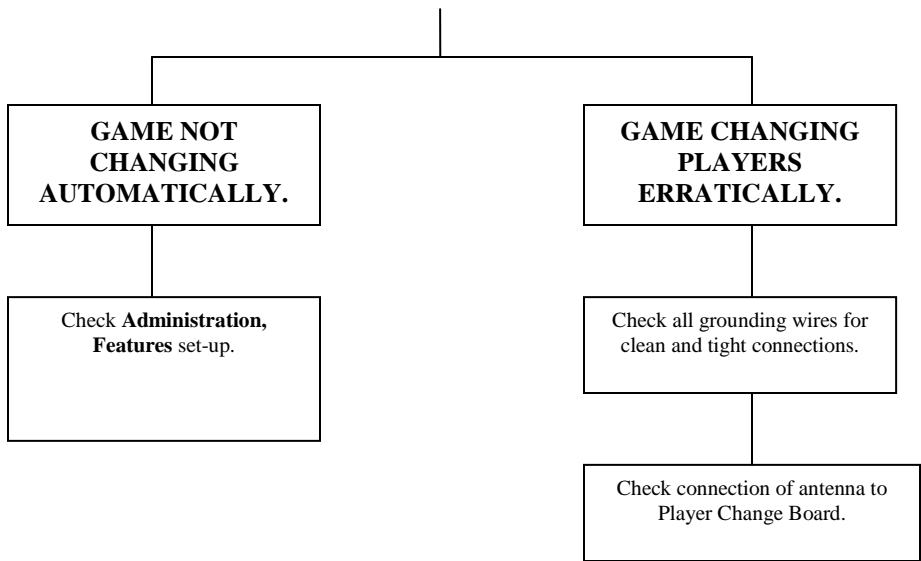 GAME NOT
CHANGING
AUTOMATICALLY.
Check Administration,
Features set-up.
GAME CHANGING
PLAYERS
ERRATICALLY.
Check all grounding wires for
clean and tight connections.
Check connection of antenna to
Player Change Board.